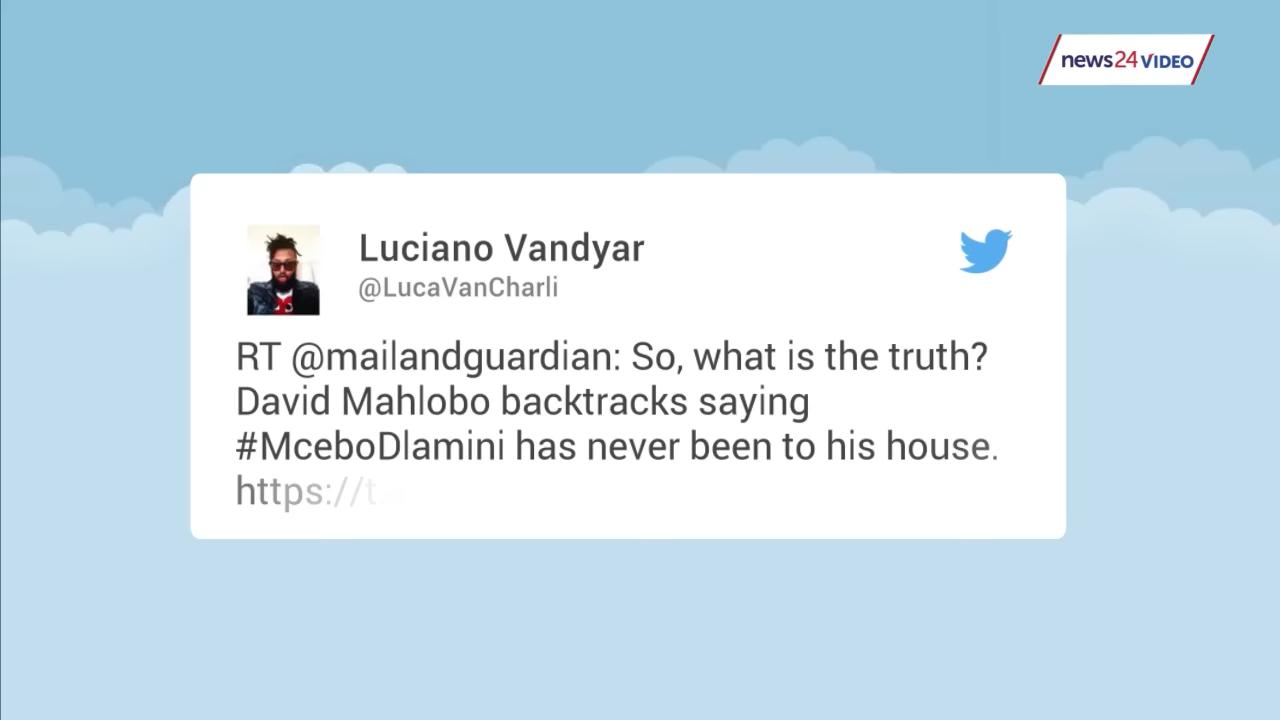 news24 VIDEO
Luciano Vandyar
@LucaVanCharli
RT @mailandguardian: So, what is the truth?
David Mahlobo backtracks saying
#MceboDlamini has never been to his house.
https://t.